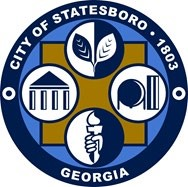 CITY OF STATESBORO • 1803
GEORGIA